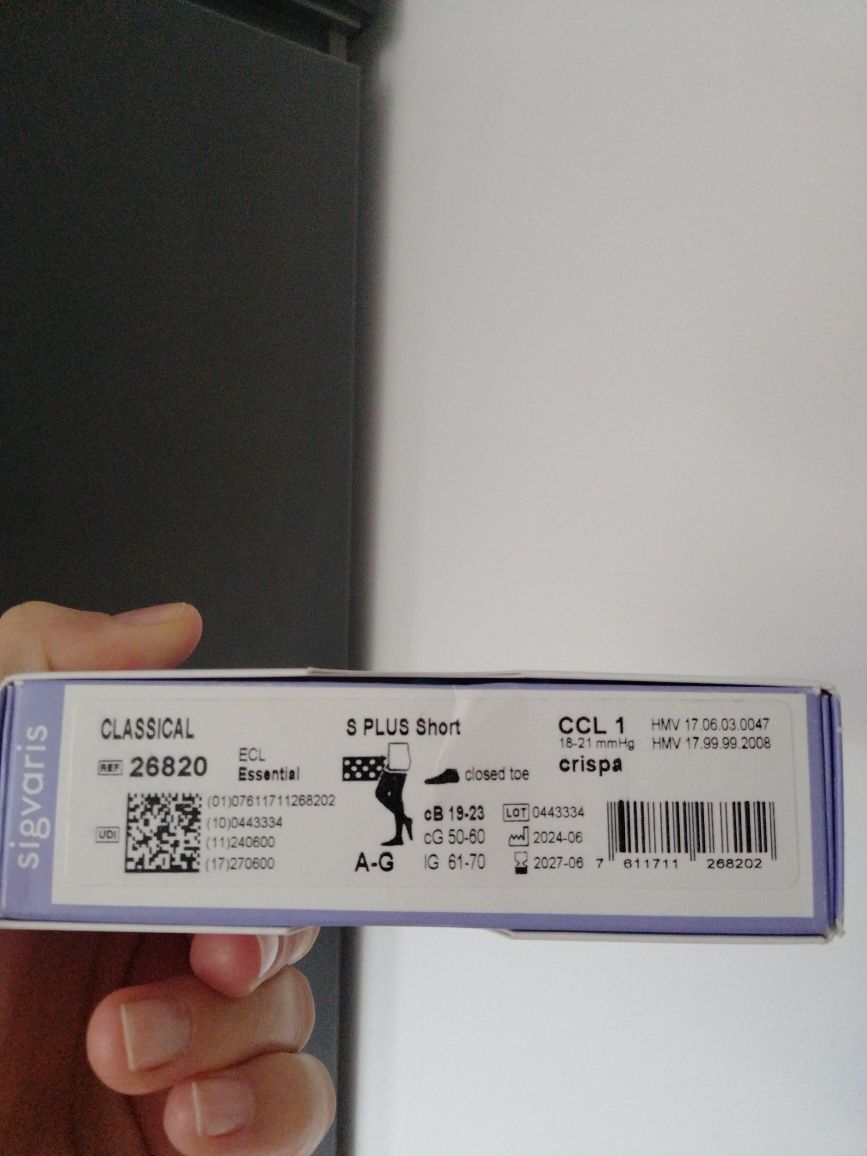 sigvaris
CLASSICAL
REF 26820
ECL
Essential
UDI
(01)07611711268202
(10)0443334
(11)240600
(17)270600
S PLUS Short
closed toe
A-G
cB 19-23
cG 50-60
lG 61-70
CCL 1
18-21 mmHg
crispa
HMV 17.06.03.0047
HMV 17.99.99.2008
LOT 0443334
2024-06
2027-06
7 611711 268202